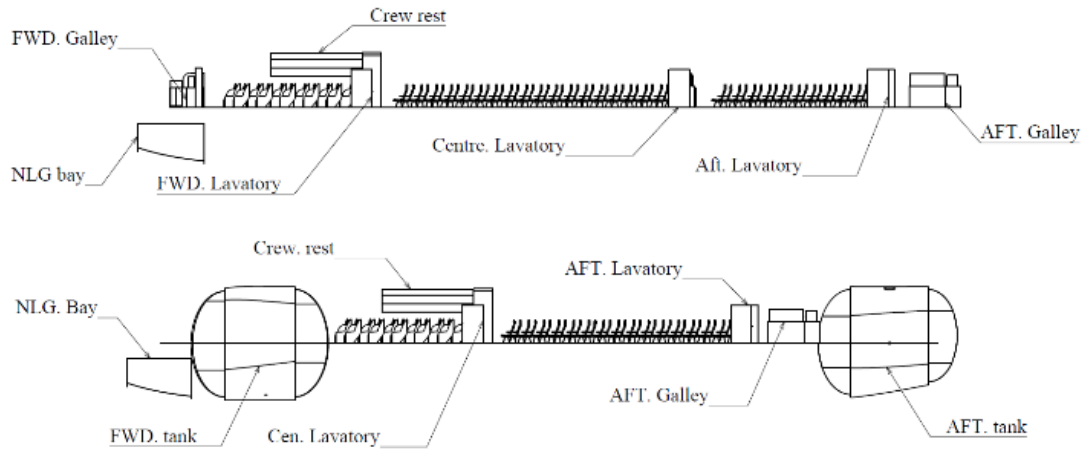 Crew rest
FWD. Galley
Centre. Lavatory
AFT. Galley
Aft. Lavatory
NLG bay
FWD. Lavatory
Crew. rest
AFT. Lavatory
NLG. Bay
AFT. Galley
FWD. tank
Cen. Lavatory
AFT. tank